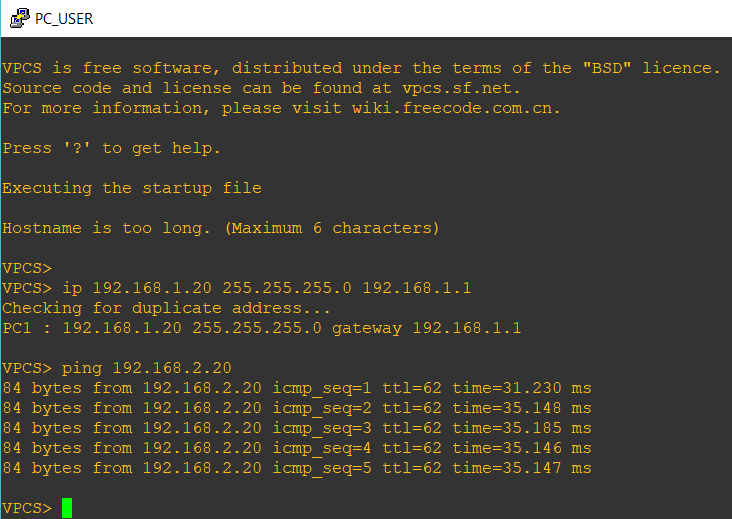 PC_USER
VPCS is free software, distributed under the terms of the "BSD" licence.
Source code and license can be found at vpcs.sf.net.
For more information, please visit wiki.freecode.com.cn.
Press '?' to get help.
Executing the startup file
Hostname is too long. (Maximum 6 characters)
VPCS>
VPCS> ip 192.168.1.20 255.255.255.0 192.168.1.1
Checking for duplicate address...
PC1 : 192.168.1.20 255.255.255.0 gateway 192.168.1.1
VPCS> ping 192.168.2.20
84 bytes from 192.168.2.20 icmp_seq=1 ttl=62 time=31.230 ms
84 bytes from 192.168.2.20 icmp_seq=2 ttl=62 time=35.148 ms
84 bytes from 192.168.2.20 icmp_seq=3 ttl=62 time=35.185 ms
84 bytes from 192.168.2.20 icmp_seq=4 ttl=62 time=35.146 ms
84 bytes from 192.168.2.20 icmp_seq=5 ttl=62 time=35.147 ms
VPCS>